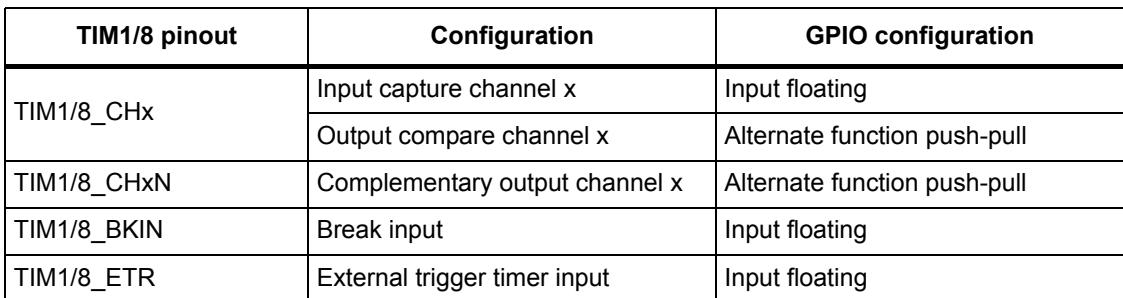 TIM1/8 pinout Configuration GPIO configuration
TIM1/8_CHx Input capture channel x Input floating
Output compare channel x Alternate function push-pull
TIM1/8_CHxN Complementary output channel x Alternate function push-pull
TIM1/8_BKIN Break input Input floating
TIM1/8_ETR External trigger timer input Input floating